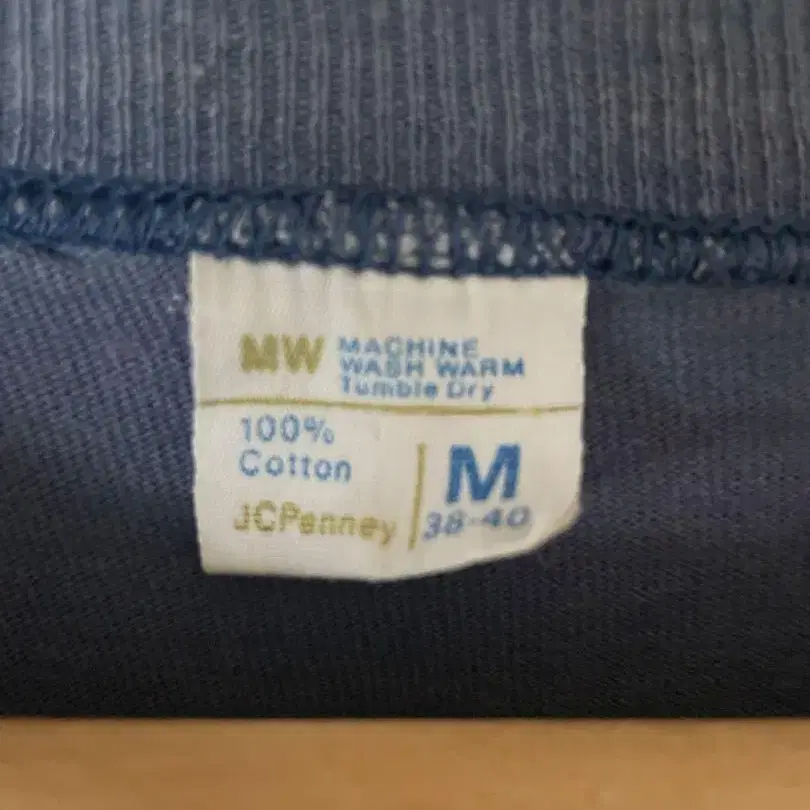 MW MACHINE
WASH WARM
Tumble Dry
100%
Cotton
JCPenney
M
38-40